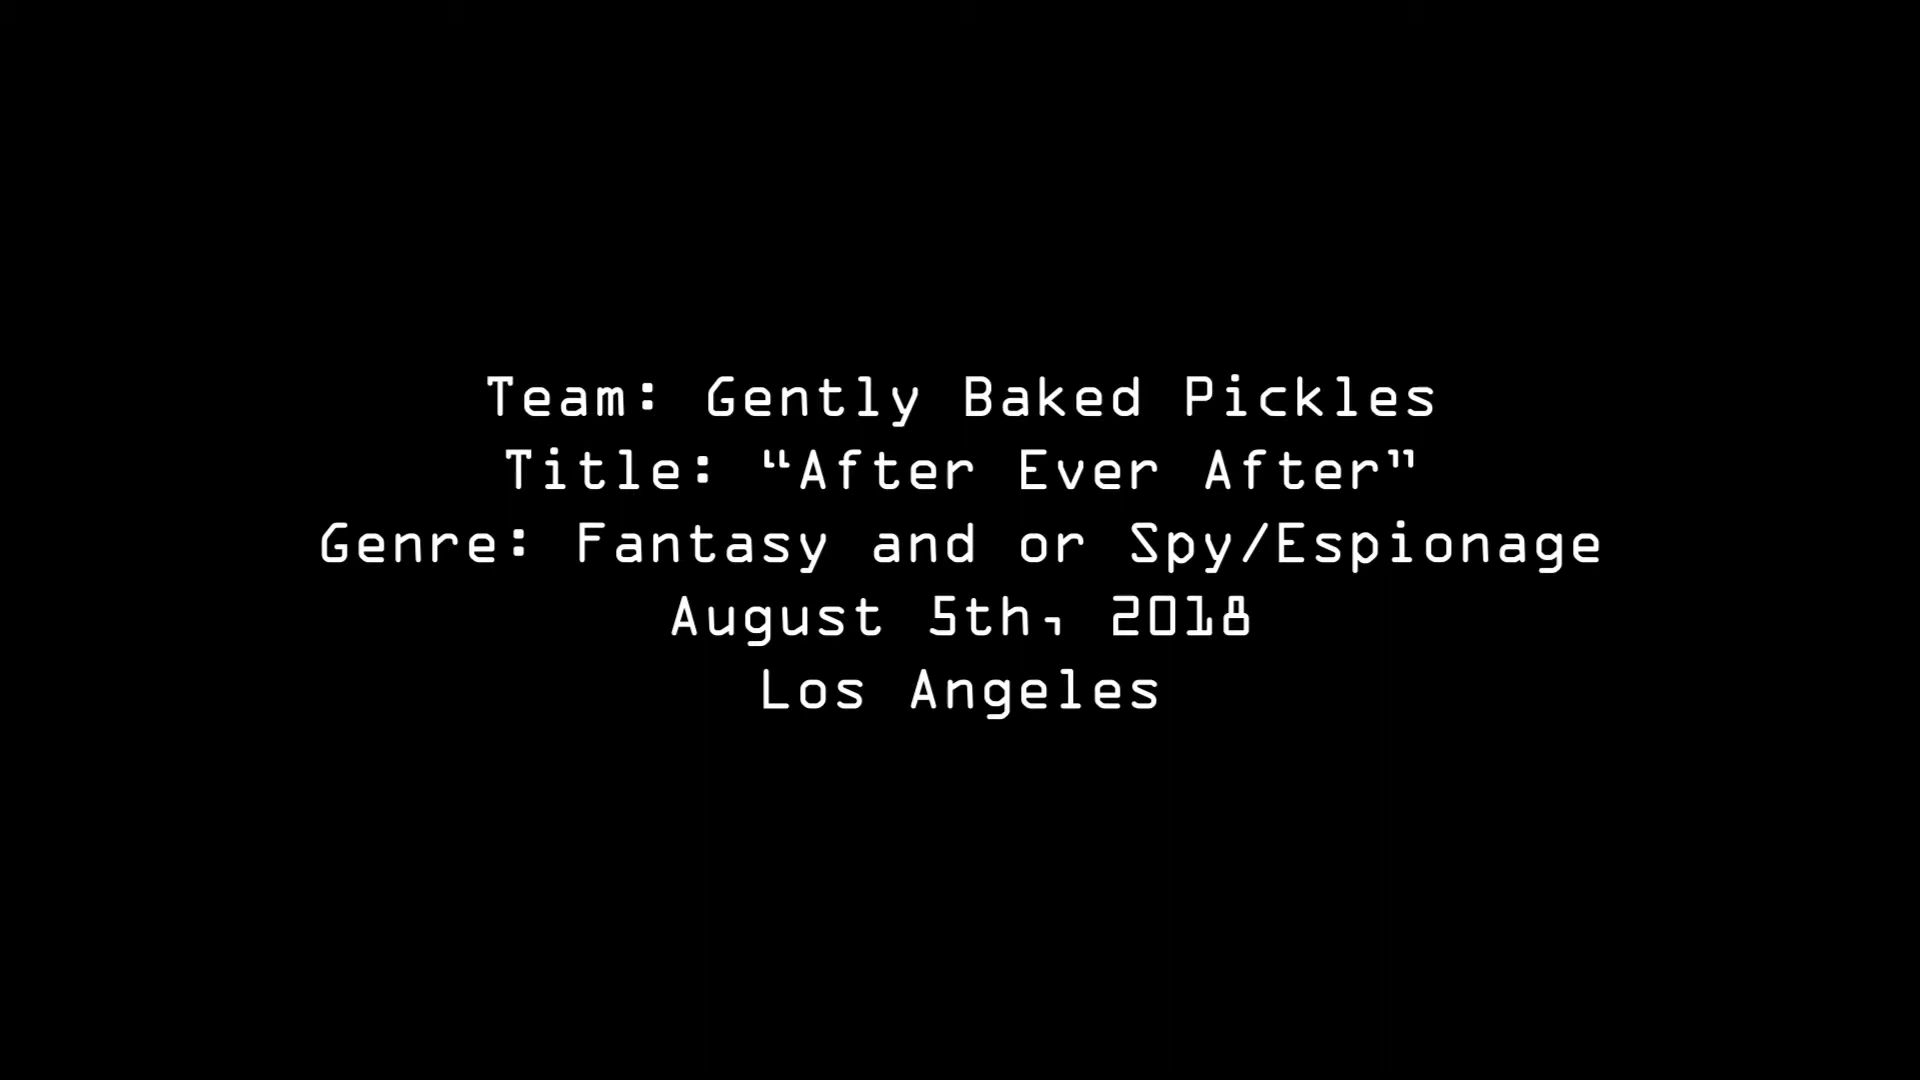 Team: Gently Baked Pickles
Title: “After Ever After”
Genre: Fantasy and or Spy/Espionage
August 5th, 2018
Los Angeles